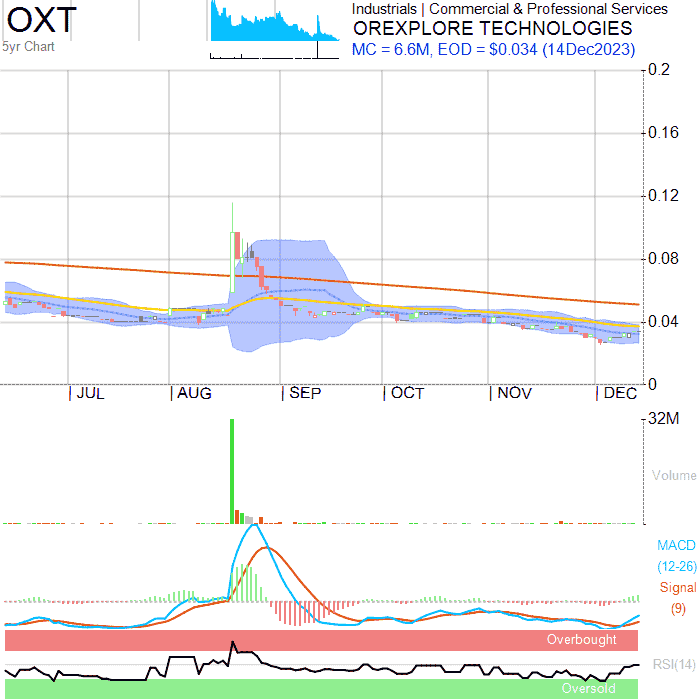 OXT
5yr Chart
Industrials | Commercial & Professional Services
OREXPLORE TECHNOLOGIES
MC = 6.6M, EOD = $0.034 (14Dec2023)
0.2
0.16
0.12
0.08
0.04
0
JUL AUG SEP OCT NOV DEC
32M
Volume
MACD
(12-26)
Signal
(9)
Overbought
RSI(14)
Oversold